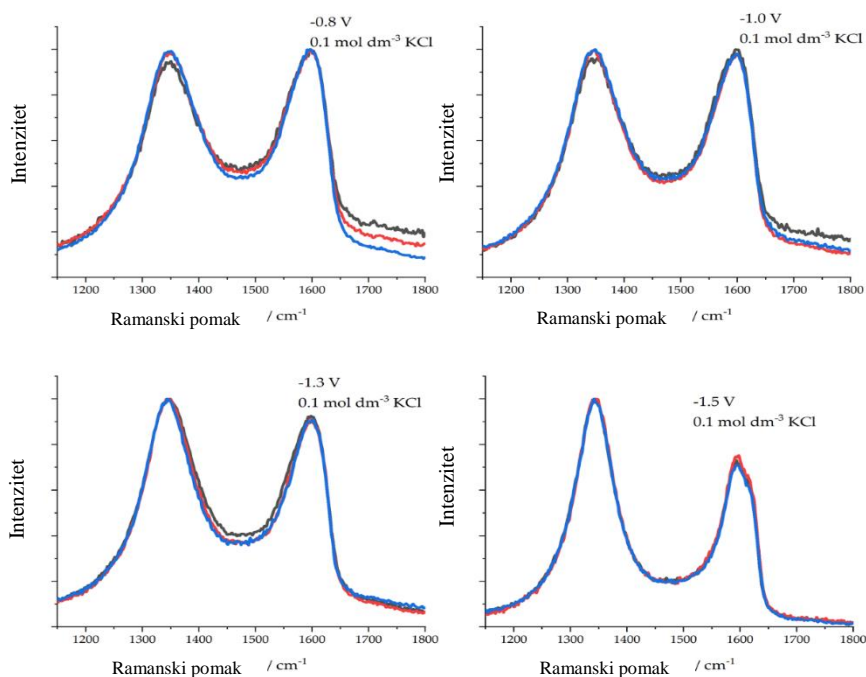 -0.8 V
0.1 mol dm⁻³ KCl
Intenzitet
1200 1300 1400 1500 1600 1700 1800
Ramanski pomak / cm⁻¹
-1.0 V
0.1 mol dm⁻³ KCl
Intenzitet
1200 1300 1400 1500 1600 1700 1800
Ramanski pomak / cm⁻¹
-1.3 V
0.1 mol dm⁻³ KCl
Intenzitet
1200 1300 1400 1500 1600 1700 1800
Ramanski pomak / cm⁻¹
-1.5 V
0.1 mol dm⁻³ KCl
Intenzitet
1200 1300 1400 1500 1600 1700 1800
Ramanski pomak / cm⁻¹